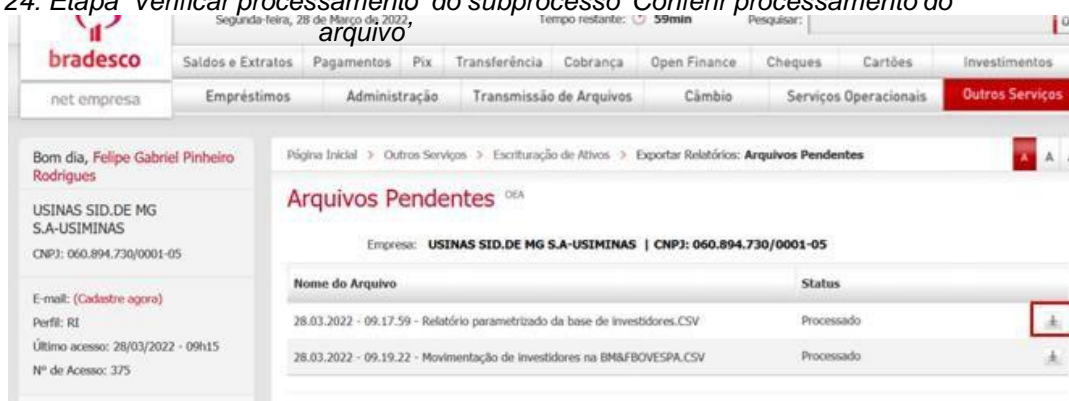 24. Etapa 'Verificar processamento' do subprocesso 'Conferir processamento do
arquivo'
Segunda-feira, 28 de Março de 2022
Tempo restante: 59min
Pesquisar:
bradesco
Saldos e Extratos Pagamentos Pix Transferência Cobrança Open Finance Cheques Cartões Investimentos
net empresa
Empréstimos Administração Transmissão de Arquivos Câmbio Serviços Operacionais Outros Serviços
Bom dia, Felipe Gabriel Pinheiro
Rodrigues
USINAS SID.DE MG
S.A-USIMINAS
CNPJ: 060.894.730/0001-05
E-mail: (Cadastre agora)
Perfil: RI
Último acesso: 28/03/2022 - 09h15
Nº de Acesso: 375
Página Inicial > Outros Serviços > Escrituração de Ativos > Exportar Relatórios: Arquivos Pendentes
A A
Arquivos Pendentes OEA
Empresa: USINAS SID.DE MG S.A-USIMINAS | CNPJ: 060.894.730/0001-05
Nome do Arquivo Status
28.03.2022 - 09.17.59 - Relatório parametrizado da base de investidores.CSV Processado
28.03.2022 - 09.19.22 - Movimentação de investidores na BM&FBOVESPA.CSV Processado